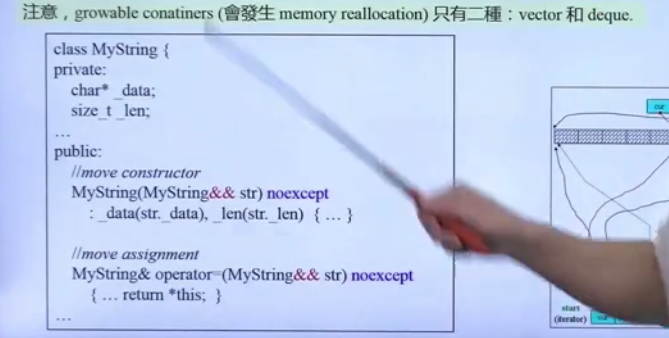 注意，growable conatiners (會發生 memory reallocation) 只有二種：vector 和 deque.
class MyString {
private:
char* _data;
size_t _len;
...
public:
//move constructor
MyString(MyString&& str) noexcept
: _data(str._data), _len(str._len) { ... }
//move assignment
MyString& operator=(MyString&& str) noexcept
{ ... return *this; }
...
cur
start
(iterator)
cur